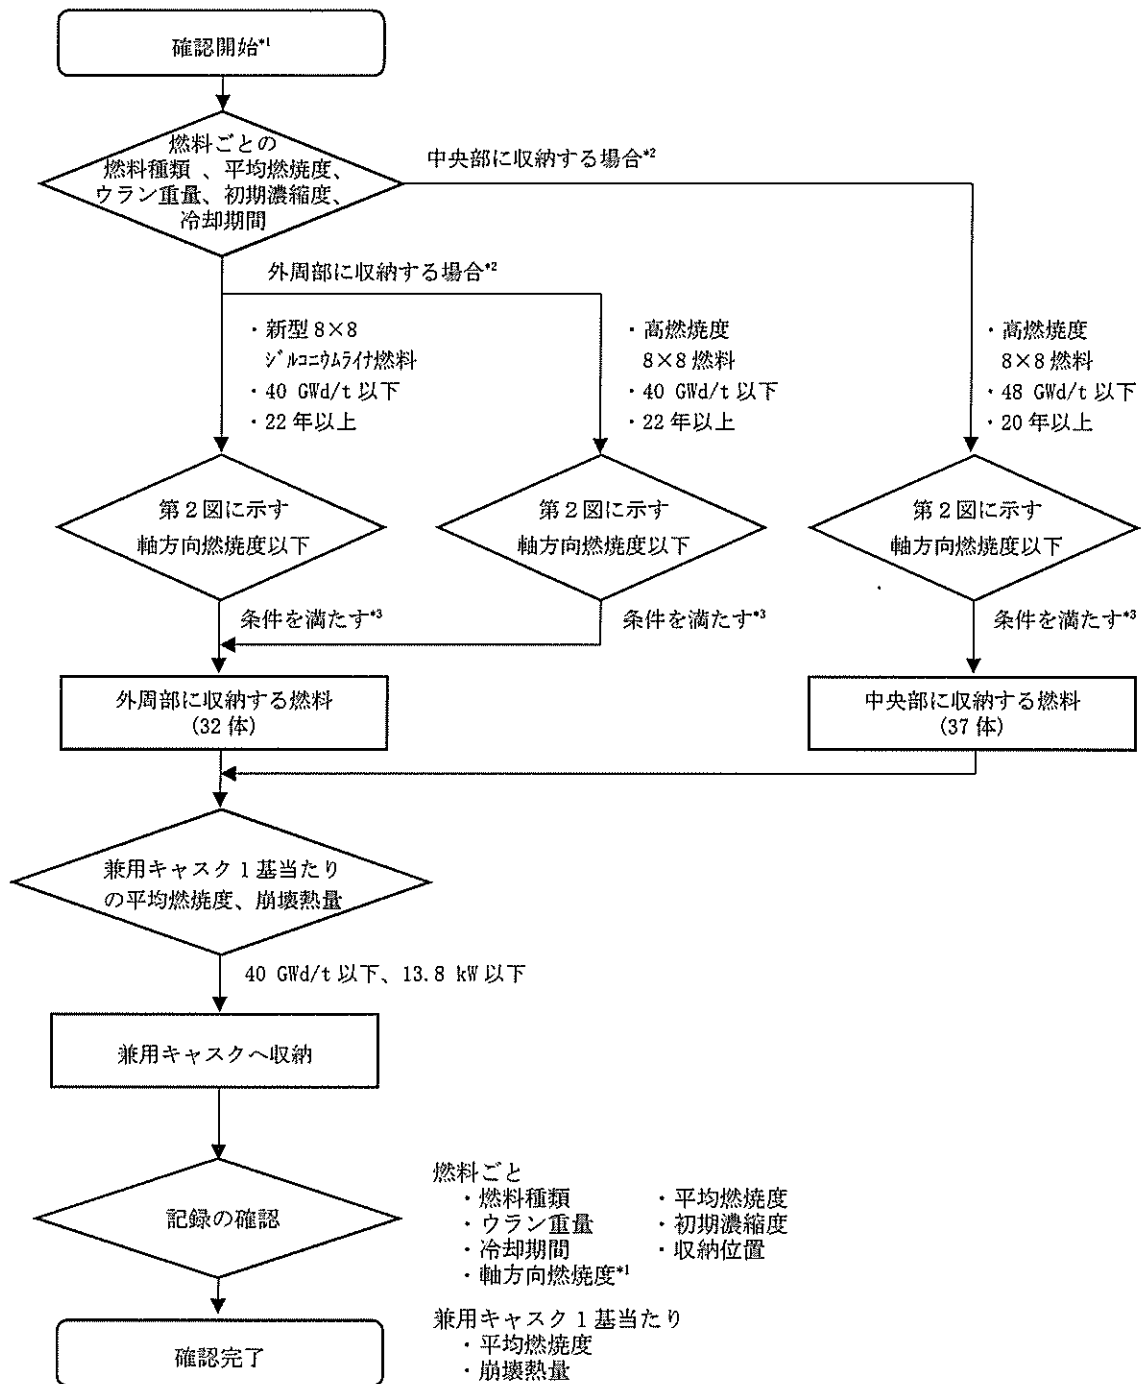 確認開始*1
燃料ごとの
燃料種類 、平均燃焼度、
ウラン重量、初期濃縮度、
冷却期間
中央部に収納する場合*2
外周部に収納する場合*2
・新型 8×8
ｼﾞﾙｺﾆｳﾑﾗｲﾅ燃料
・40 GWd/t 以下
・22 年以上
・高燃焼度
8×8 燃料
・40 GWd/t 以下
・22 年以上
・高燃焼度
8×8 燃料
・48 GWd/t 以下
・20 年以上
第２図に示す
軸方向燃焼度以下
第２図に示す
軸方向燃焼度以下
第２図に示す
軸方向燃焼度以下
条件を満たす*3
条件を満たす*3
条件を満たす*3
外周部に収納する燃料
(32 体)
中央部に収納する燃料
(37 体)
兼用キャスク 1 基当たり
の平均燃焼度、崩壊熱量
40 GWd/t 以下、13.8 kW 以下
兼用キャスクへ収納
記録の確認
燃料ごと
・燃料種類 ・平均燃焼度
・ウラン重量 ・初期濃縮度
・冷却期間 ・収納位置
・軸方向燃焼度*1
兼用キャスク 1 基当たり
・平均燃焼度
・崩壊熱量
確認完了